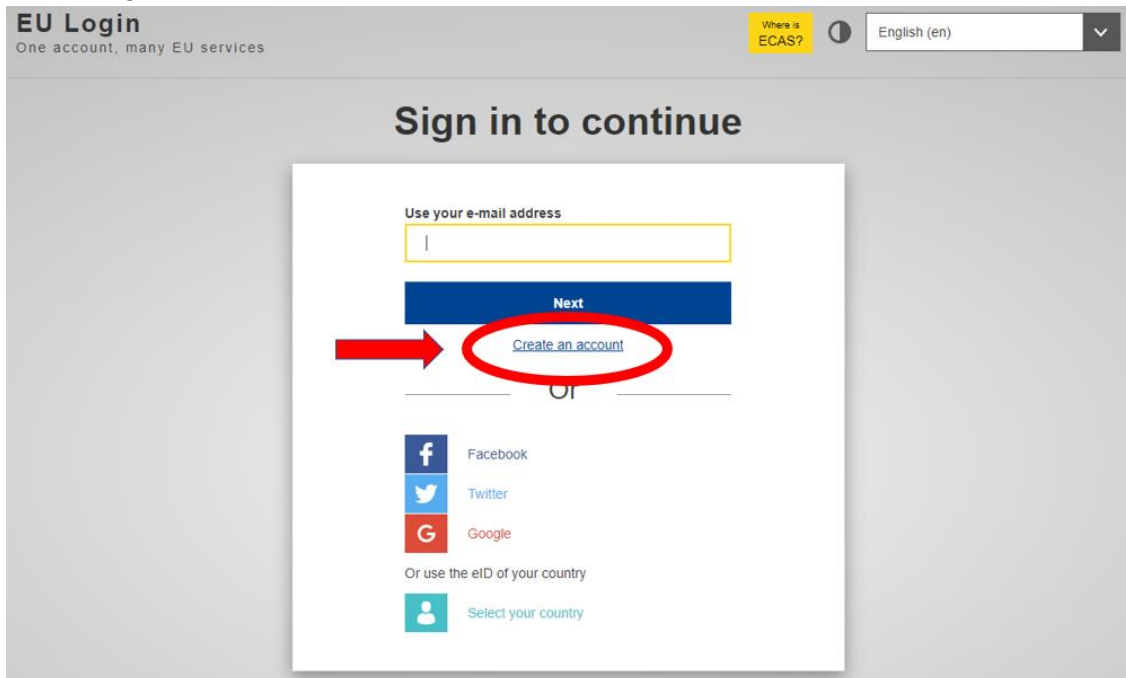 EU Login
One account, many EU services
Where is
ECAS?
English (en)
Sign in to continue
Use your e-mail address
Next
Create an account
Or
f Facebook
Twitter
G Google
Or use the eID of your country
Select your country